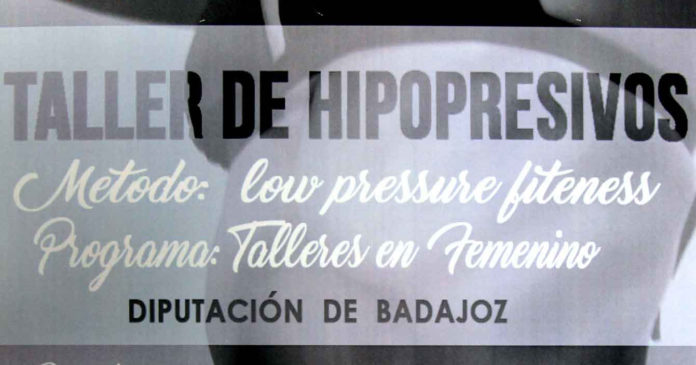 TALLER DE HIPOPRESIVOS
Metodo: low pressure fiteness
Programa: Talleres en Femenino
DIPUTACIÓN DE BADAJOZ